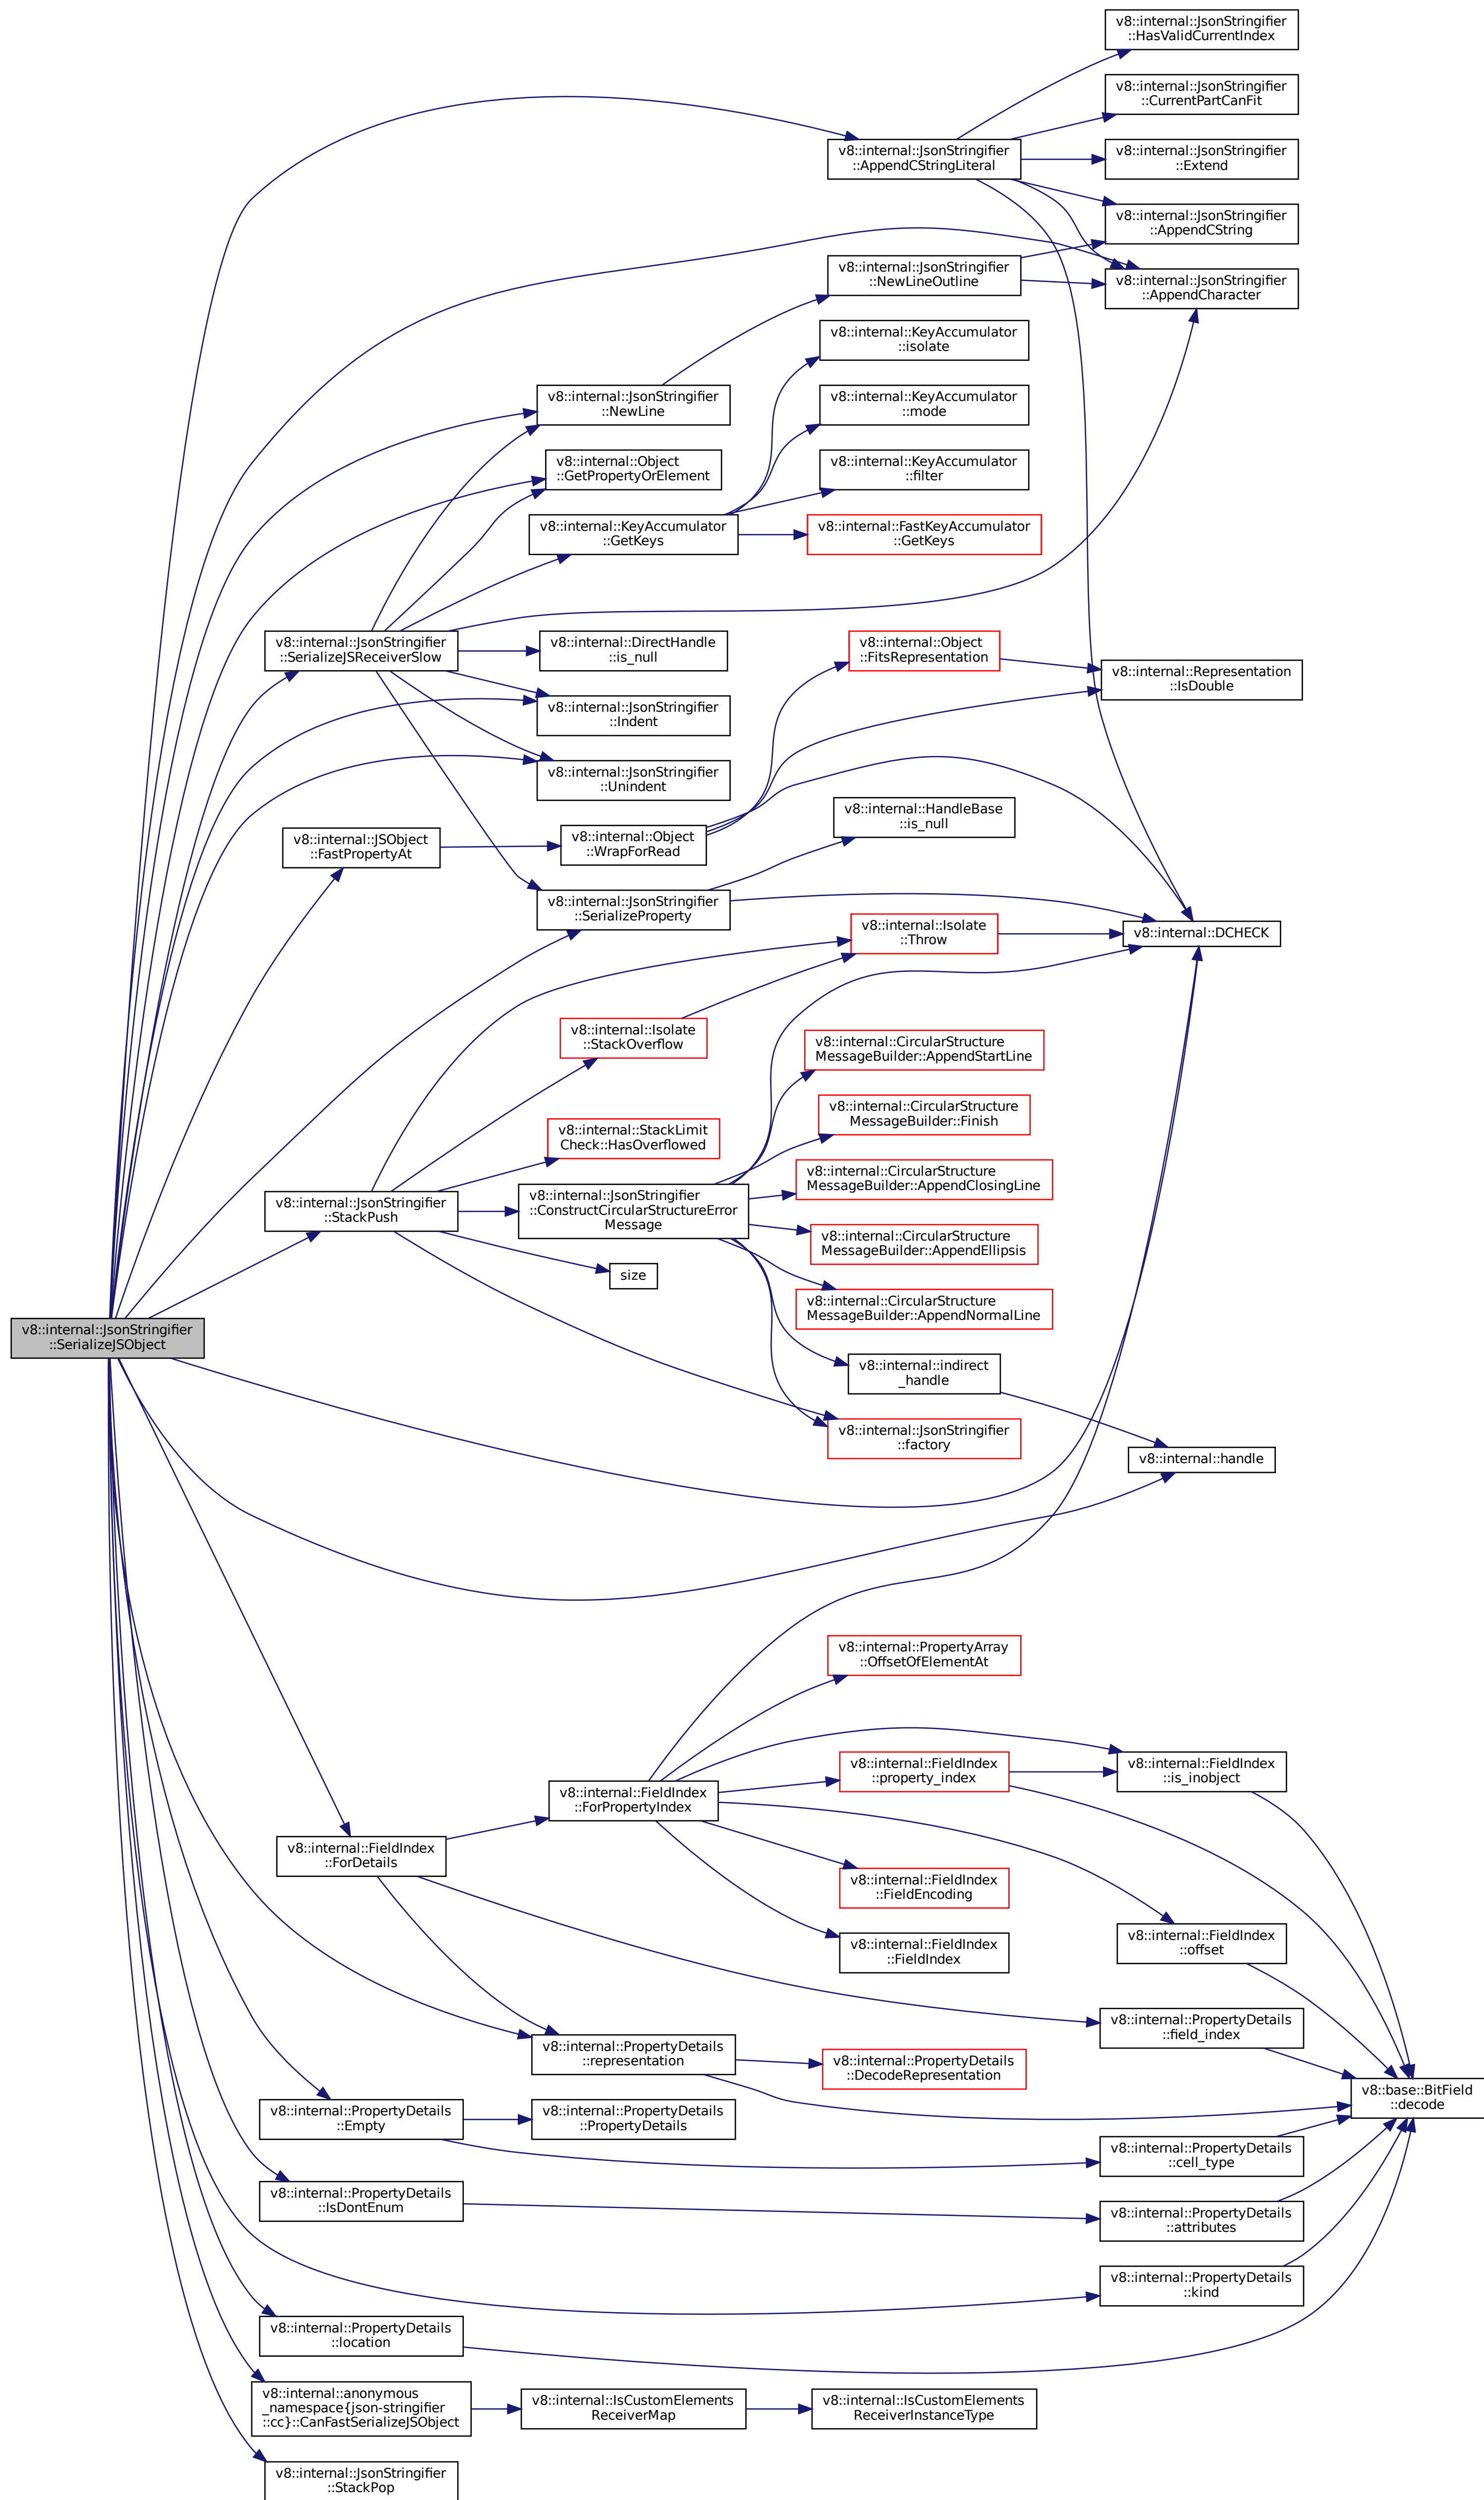 v8::internal::JsonStringifier
::HasValidCurrentIndex
v8::internal::JsonStringifier
::CurrentPartCanFit
v8::internal::JsonStringifier
::AppendCStringLiteral
v8::internal::JsonStringifier
::Extend
v8::internal::JsonStringifier
::AppendCString
v8::internal::JsonStringifier
::NewLineOutline
v8::internal::JsonStringifier
::AppendCharacter
v8::internal::KeyAccumulator
::isolate
v8::internal::JsonStringifier
::NewLine
v8::internal::KeyAccumulator
::mode
v8::internal::Object
::GetPropertyOrElement
v8::internal::KeyAccumulator
::filter
v8::internal::KeyAccumulator
::GetKeys
v8::internal::FastKeyAccumulator
::GetKeys
v8::internal::JsonStringifier
::SerializeJSReceiverSlow
v8::internal::DirectHandle
::is_null
v8::internal::Object
::FitsRepresentation
v8::internal::Representation
::IsDouble
v8::internal::JsonStringifier
::Indent
v8::internal::JsonStringifier
::Unindent
v8::internal::HandleBase
::is_null
v8::internal::JSObject
::FastPropertyAt
v8::internal::Object
::WrapForRead
v8::internal::JsonStringifier
::SerializeProperty
v8::internal::Isolate
::Throw
v8::internal::DCHECK
v8::internal::Isolate
::StackOverflow
v8::internal::CircularStructure
MessageBuilder::AppendStartLine
v8::internal::StackLimit
Check::HasOverflowed
v8::internal::CircularStructure
MessageBuilder::Finish
v8::internal::CircularStructure
MessageBuilder::AppendClosingLine
v8::internal::JsonStringifier
::StackPush
v8::internal::JsonStringifier
::ConstructCircularStructureError
Message
v8::internal::CircularStructure
MessageBuilder::AppendEllipsis
size
v8::internal::CircularStructure
MessageBuilder::AppendNormalLine
v8::internal::JsonStringifier
::SerializeJSObject
v8::internal::indirect
_handle
v8::internal::JsonStringifier
::factory
v8::internal::handle
v8::internal::PropertyArray
::OffsetOfElementAt
v8::internal::FieldIndex
::property_index
v8::internal::FieldIndex
::is_inobject
v8::internal::FieldIndex
::ForPropertyIndex
v8::internal::FieldIndex
::ForDetails
v8::internal::FieldIndex
::FieldEncoding
v8::internal::FieldIndex
::FieldIndex
v8::internal::FieldIndex
::offset
v8::internal::PropertyDetails
::field_index
v8::internal::PropertyDetails
::representation
v8::internal::PropertyDetails
::DecodeRepresentation
v8::base::BitField
::decode
v8::internal::PropertyDetails
::Empty
v8::internal::PropertyDetails
::PropertyDetails
v8::internal::PropertyDetails
::cell_type
v8::internal::PropertyDetails
::IsDontEnum
v8::internal::PropertyDetails
::attributes
v8::internal::PropertyDetails
::kind
v8::internal::PropertyDetails
::location
v8::internal::anonymous
_namespace{json-stringifier
::cc}::CanFastSerializeJSObject
v8::internal::IsCustomElements
ReceiverMap
v8::internal::IsCustomElements
ReceiverInstanceType
v8::internal::JsonStringifier
::StackPop